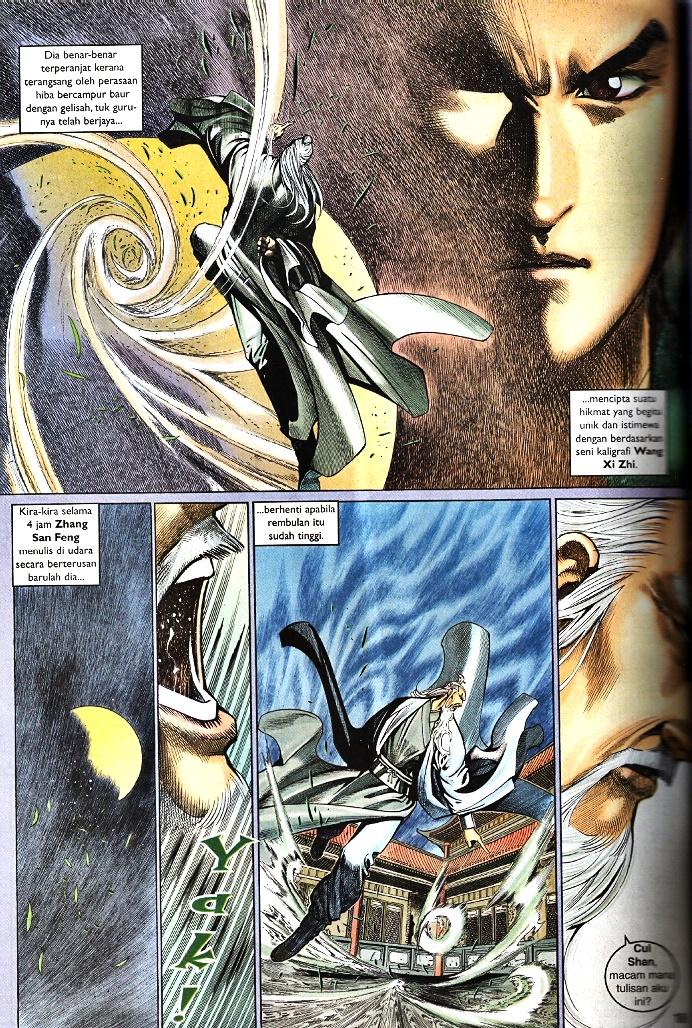 Dia benar-benar
terperanjat kerana
terangsang oleh perasaan
hiba bercampur baur
dengan gelisah, tuk guru-
nya telah berjaya...
...mencipta suatu
hikmat yang begitu
unik dan istimewa
dengan berdasarkan
seni kaligrafi Wang
Xi Zhi.
Kira-kira selama
4 jam Zhang
San Feng
menulis di udara
secara berterusan
barulah dia...
Yak!
...berhenti apabila
rembulan itu
sudah tinggi.
Cui
Shan,
macam mana
tulisan aku
ini?